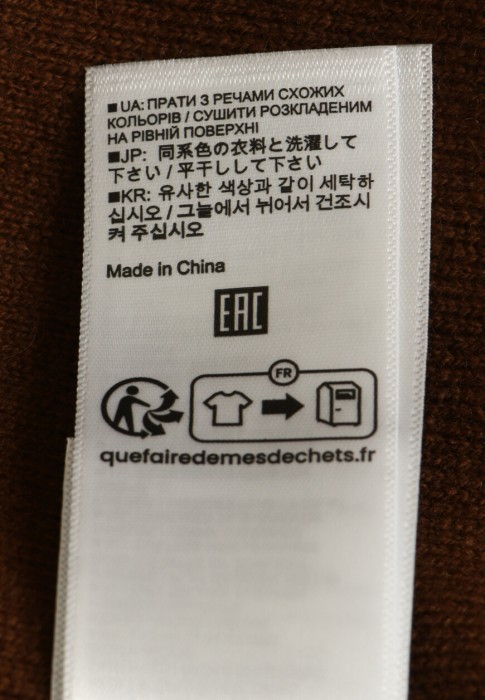 ■ UA: ПРАТИ З РЕЧАМИ СХОЖИХ
КОЛЬОРІВ / СУШИТИ РОЗКЛАДЕНИМ
НА РІВНІЙ ПОВЕРХНІ
■JP: 同系色の衣料と洗濯して
下さい / 平干しして下さい
■KR: 유사한 색상과 같이 세탁하
십시오 / 그늘에서 뉘어서 건조시
켜 주십시오
Made in China
EAC
FR
quefairedemesdechets.fr